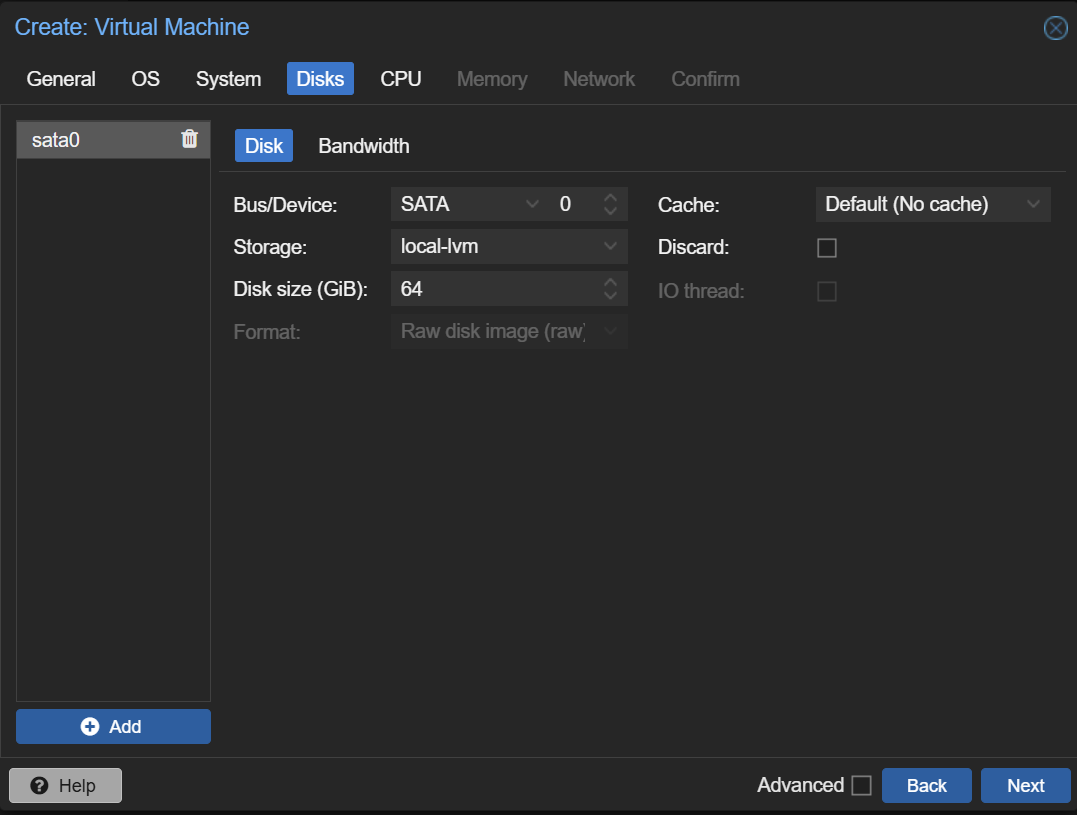 Create: Virtual Machine
General OS System Disks CPU Memory Network Confirm
sata0
Disk Bandwidth
Bus/Device: SATA 0 Cache: Default (No cache)
Storage: local-lvm Discard:
Disk size (GiB): 64 IO thread:
Format: Raw disk image (raw)
Add
Help Advanced Back Next